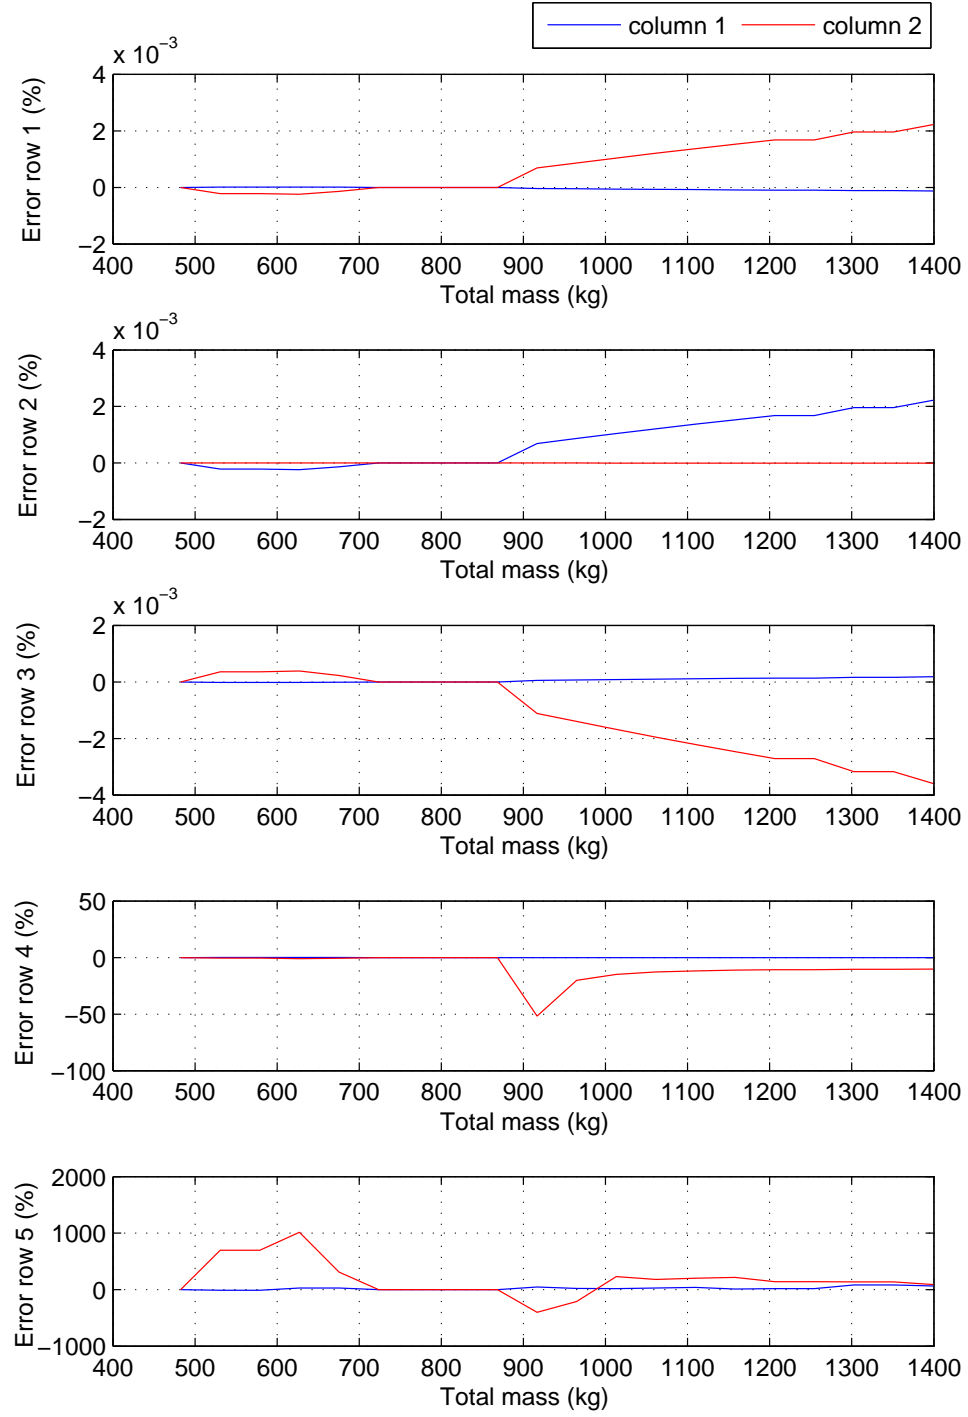 column 1 column 2
x 10−3
Error row 1 (%)
4
2
0
−2
400 500 600 700 800 900 1000 1100 1200 1300 1400
Total mass (kg)
x 10−3
Error row 2 (%)
4
2
0
−2
400 500 600 700 800 900 1000 1100 1200 1300 1400
Total mass (kg)
x 10−3
Error row 3 (%)
2
0
−2
−4
400 500 600 700 800 900 1000 1100 1200 1300 1400
Total mass (kg)
Error row 4 (%)
50
0
−50
−100
400 500 600 700 800 900 1000 1100 1200 1300 1400
Total mass (kg)
Error row 5 (%)
2000
1000
0
−1000
400 500 600 700 800 900 1000 1100 1200 1300 1400
Total mass (kg)